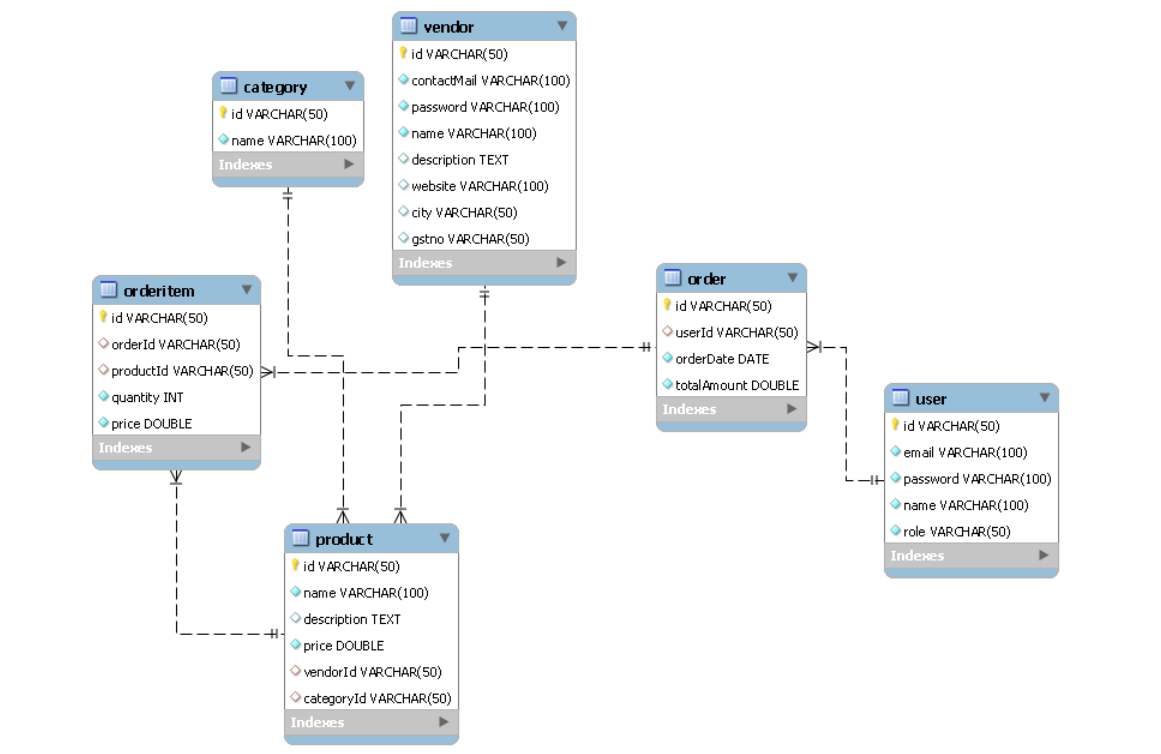 vendor
id VARCHAR(50)
contactMail VARCHAR(100)
password VARCHAR(100)
name VARCHAR(100)
description TEXT
website VARCHAR(100)
city VARCHAR(50)
gstno VARCHAR(50)
Indexes
category
id VARCHAR(50)
name VARCHAR(100)
Indexes
orderitem
id VARCHAR(50)
orderId VARCHAR(50)
productId VARCHAR(50)
quantity INT
price DOUBLE
Indexes
order
id VARCHAR(50)
userId VARCHAR(50)
orderDate DATE
totalAmount DOUBLE
Indexes
user
id VARCHAR(50)
email VARCHAR(100)
password VARCHAR(100)
name VARCHAR(100)
role VARCHAR(50)
Indexes
product
id VARCHAR(50)
name VARCHAR(100)
description TEXT
price DOUBLE
vendorId VARCHAR(50)
categoryId VARCHAR(50)
Indexes